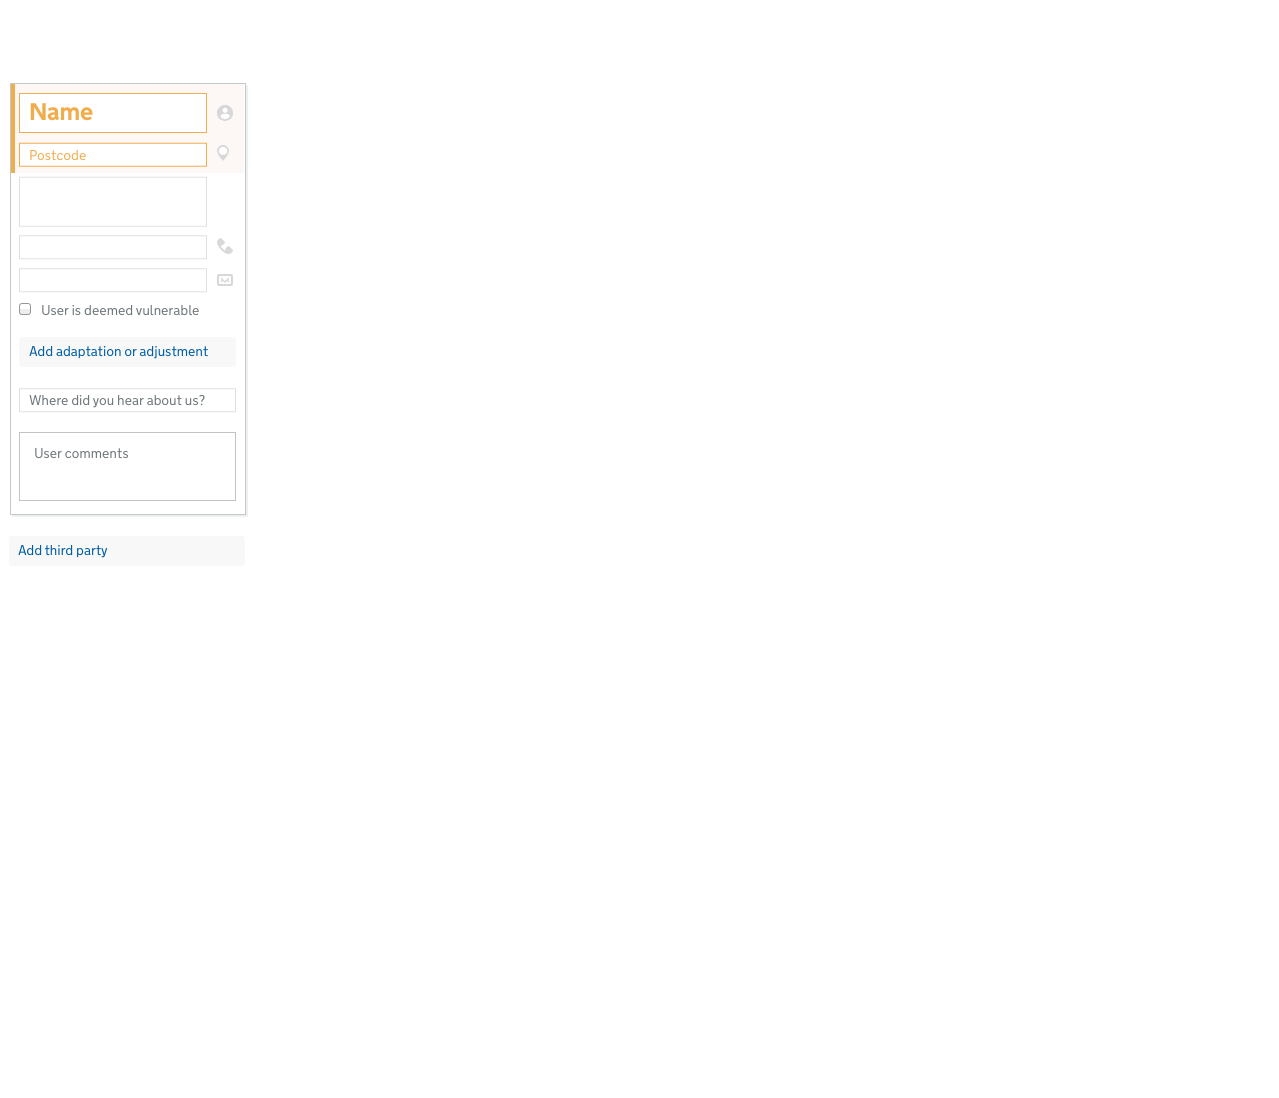 Name
Postcode
User is deemed vulnerable
Add adaptation or adjustment
Where did you hear about us?
User comments
Add third party